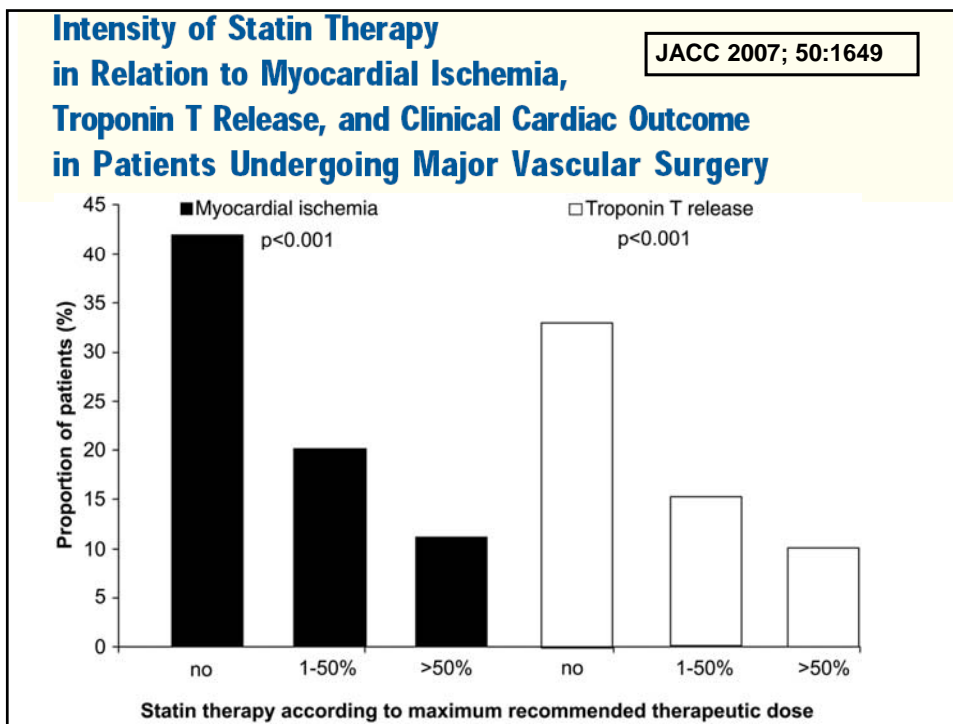 Intensity of Statin Therapy
in Relation to Myocardial Ischemia,
Troponin T Release, and Clinical Cardiac Outcome
in Patients Undergoing Major Vascular Surgery
JACC 2007; 50:1649
Myocardial ischemia
p<0.001
Troponin T release
p<0.001
Proportion of patients (%)
45
40
35
30
25
20
15
10
5
0
no
1-50%
>50%
no
1-50%
>50%
Statin therapy according to maximum recommended therapeutic dose